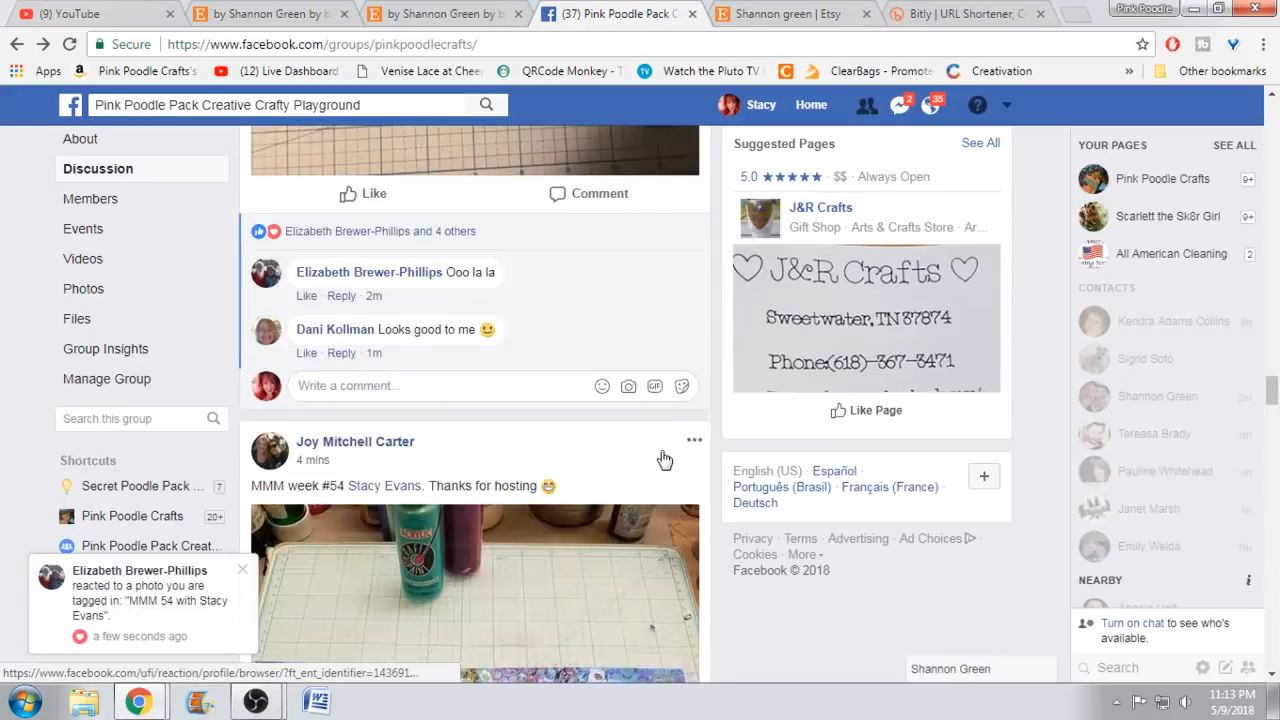 (9) YouTube
by Shannon Green by b
by Shannon Green by b
(37) Pink Poodle Pack C
Shannon green | Etsy
Bitly | URL Shortener, C
Pink Poodle
Secure
https://www.facebook.com/groups/pinkpoodlecrafts/
Apps
Pink Poodle Craft's
(12) Live Dashboard
Venise Lace at Chee
QRCode Monkey - T
Watch the Pluto TV
ClearBags - Promote
Creativation
»
Other bookmarks
Pink Poodle Pack Creative Crafty Playground
Stacy
Home
2
35
About
Discussion
Members
Events
Videos
Photos
Files
Group Insights
Manage Group
Search this group
Shortcuts
Secret Poodle Pack ...
7
Pink Poodle Crafts
20+
Pink Poodle Pack Creat...
Elizabeth Brewer-Phillips
reacted to a photo you are
tagged in: "MMM 54 with Stacy
Evans".
a few seconds ago
https://www.facebook.com/ufi/reaction/profile/browser/?ft_ent_identifier=143691...
Like
Comment
Elizabeth Brewer-Phillips and 4 others
Elizabeth Brewer-Phillips Ooo la la
Like · Reply · 2m
Dani Kollman Looks good to me 😉
Like · Reply · 1m
Write a comment...
GIF
Joy Mitchell Carter
4 mins
MMM week #54 Stacy Evans. Thanks for hosting 😁
ACRYLIC
Suggested Pages
See All
5.0 ★★★★★ · $$ · Always Open
J&R Crafts
Gift Shop · Arts & Crafts Store · Ar...
♡ J&R Crafts ♡
Sweetwater,TN 37874
Phone:(618)-367-3471
Like Page
English (US) · Español ·
Português (Brasil) · Français (France) ·
Deutsch
Privacy · Terms · Advertising · Ad Choices
Cookies · More
Facebook © 2018
YOUR PAGES
SEE ALL
Pink Poodle Crafts
9+
Scarlett the Sk8r Girl
9+
All American Cleaning
2
CONTACTS
Kendra Adams Collins
4h
Sigrid Soto
Shannon Green
2m
Tereasa Brady
Pauline Whitehead
Janet Marsh
Emily Welda
NEARBY
Turn on chat to see who's
available.
Search
Shannon Green
11:13 PM
5/9/2018